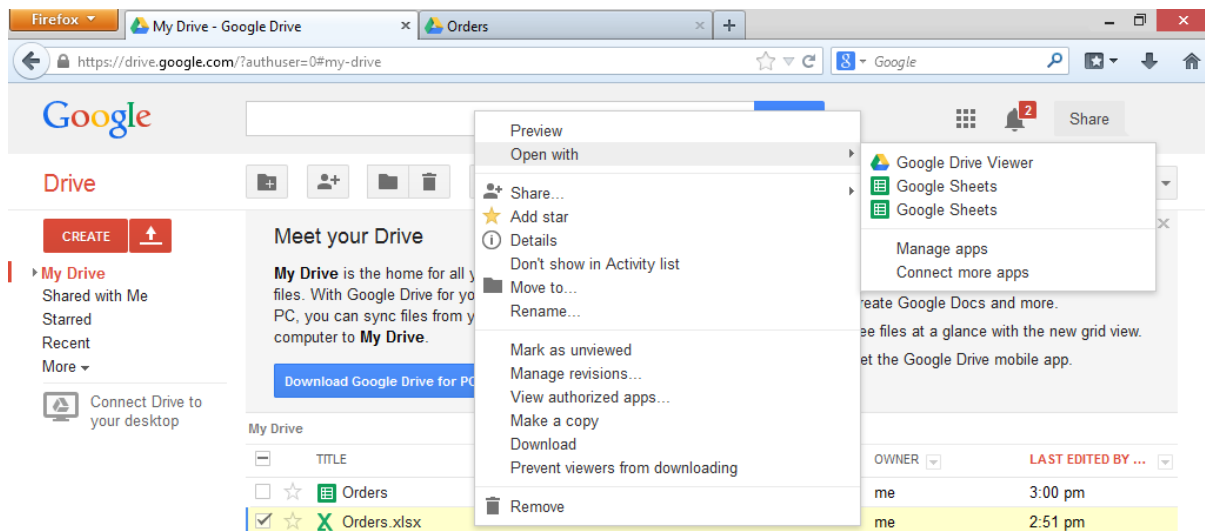 Firefox
My Drive - Google Drive
Orders
https://drive.google.com/?authuser=0#my-drive
Google
Google
2
Share
Drive
CREATE
My Drive
Shared with Me
Starred
Recent
More
Connect Drive to
your desktop
Meet your Drive
My Drive is the home for all
files. With Google Drive for
PC, you can sync files from
computer to My Drive.
Download Google Drive for PC
Preview
Open with
Share...
Add star
Details
Don't show in Activity list
Move to...
Rename...
Mark as unviewed
Manage revisions...
View authorized apps...
Make a copy
Download
Prevent viewers from downloading
Remove
Google Drive Viewer
Google Sheets
Google Sheets
Manage apps
Connect more apps
Google Docs and more.
files at a glance with the new grid view.
the Google Drive mobile app.
My Drive
TITLE OWNER LAST EDITED BY ...
Orders me 3:00 pm
Orders.xlsx me 2:51 pm